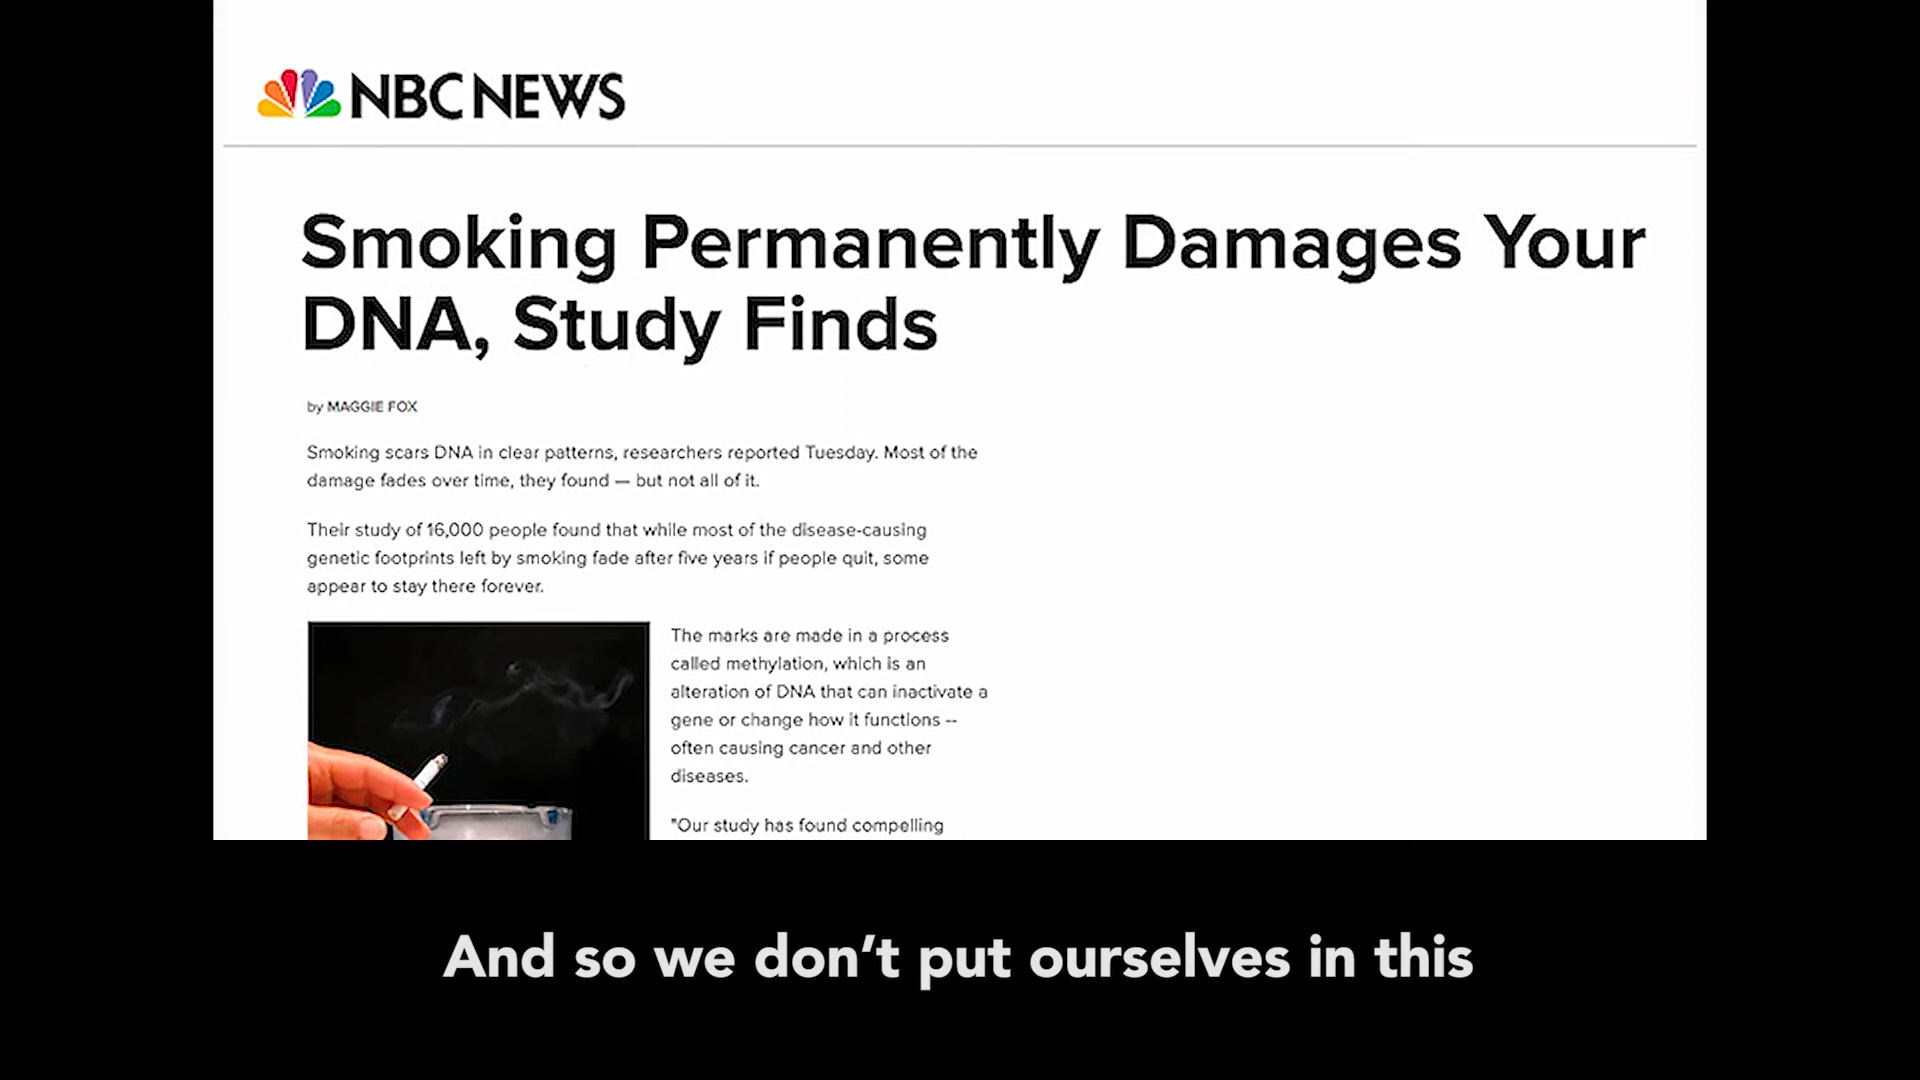 NBC NEWS
Smoking Permanently Damages Your
DNA, Study Finds
by MAGGIE FOX
Smoking scars DNA in clear patterns, researchers reported Tuesday. Most of the
damage fades over time, they found — but not all of it.
Their study of 16,000 people found that while most of the disease-causing
genetic footprints left by smoking fade after five years if people quit, some
appear to stay there forever.
The marks are made in a process
called methylation, which is an
alteration of DNA that can inactivate a
gene or change how it functions --
often causing cancer and other
diseases.
"Our study has found compelling
And so we don’t put ourselves in this